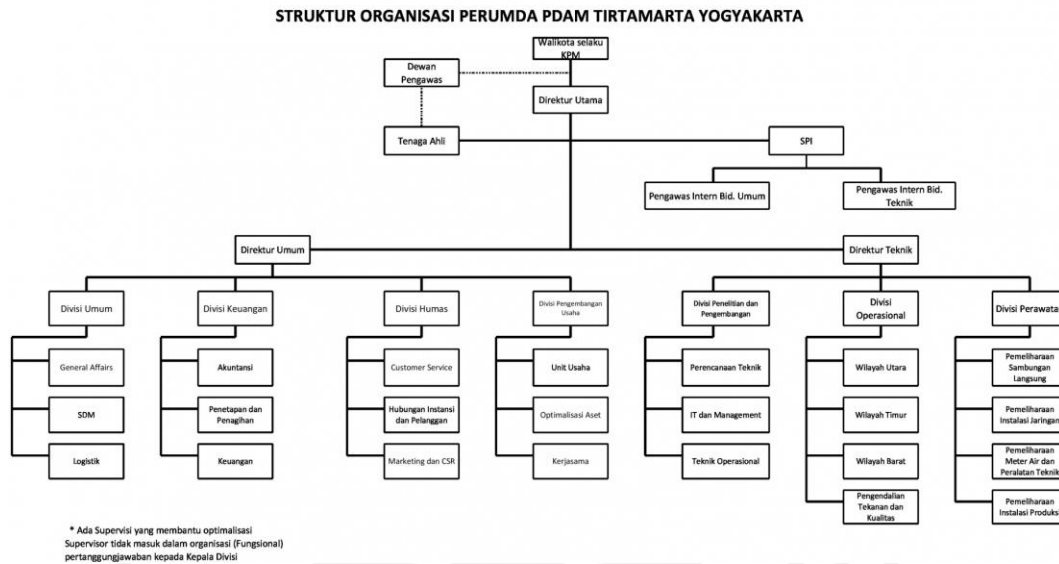 STRUKTUR ORGANISASI PERUMDA PDAM TIRTAMARTA YOGYAKARTA
Walikota selaku
KPM
Dewan
Pengawas
Direktur Utama
Tenaga Ahli
SPI
Pengawas Intern Bid. Umum
Pengawas Intern Bid.
Teknik
Direktur Umum
Direktur Teknik
Divisi Umum
Divisi Keuangan
Divisi Humas
Divisi Pengembangan
Usaha
Divisi Penelitian dan
Pengembangan
Divisi
Operasional
Divisi Perawatan
General Affairs
Akuntansi
Customer Service
Unit Usaha
Perencanaan Teknik
Wilayah Utara
Pemeliharaan
Sambungan
Langsung
SDM
Penetapan dan
Penagihan
Hubungan Instansi
dan Pelanggan
Optimalisasi Aset
IT dan Management
Wilayah Timur
Pemeliharaan
Instalasi Jaringan
Logistik
Keuangan
Marketing dan CSR
Kerjasama
Teknik Operasional
Wilayah Barat
Pemeliharaan
Meter Air dan
Peralatan Teknik
Pengendalian
Tekanan dan
Kualitas
Pemeliharaan
Instalasi Produksi
* Ada Supervisi yang membantu optimalisasi
Supervisor tidak masuk dalam organisasi (Fungsional)
pertanggungjawaban kepada Kepala Divisi